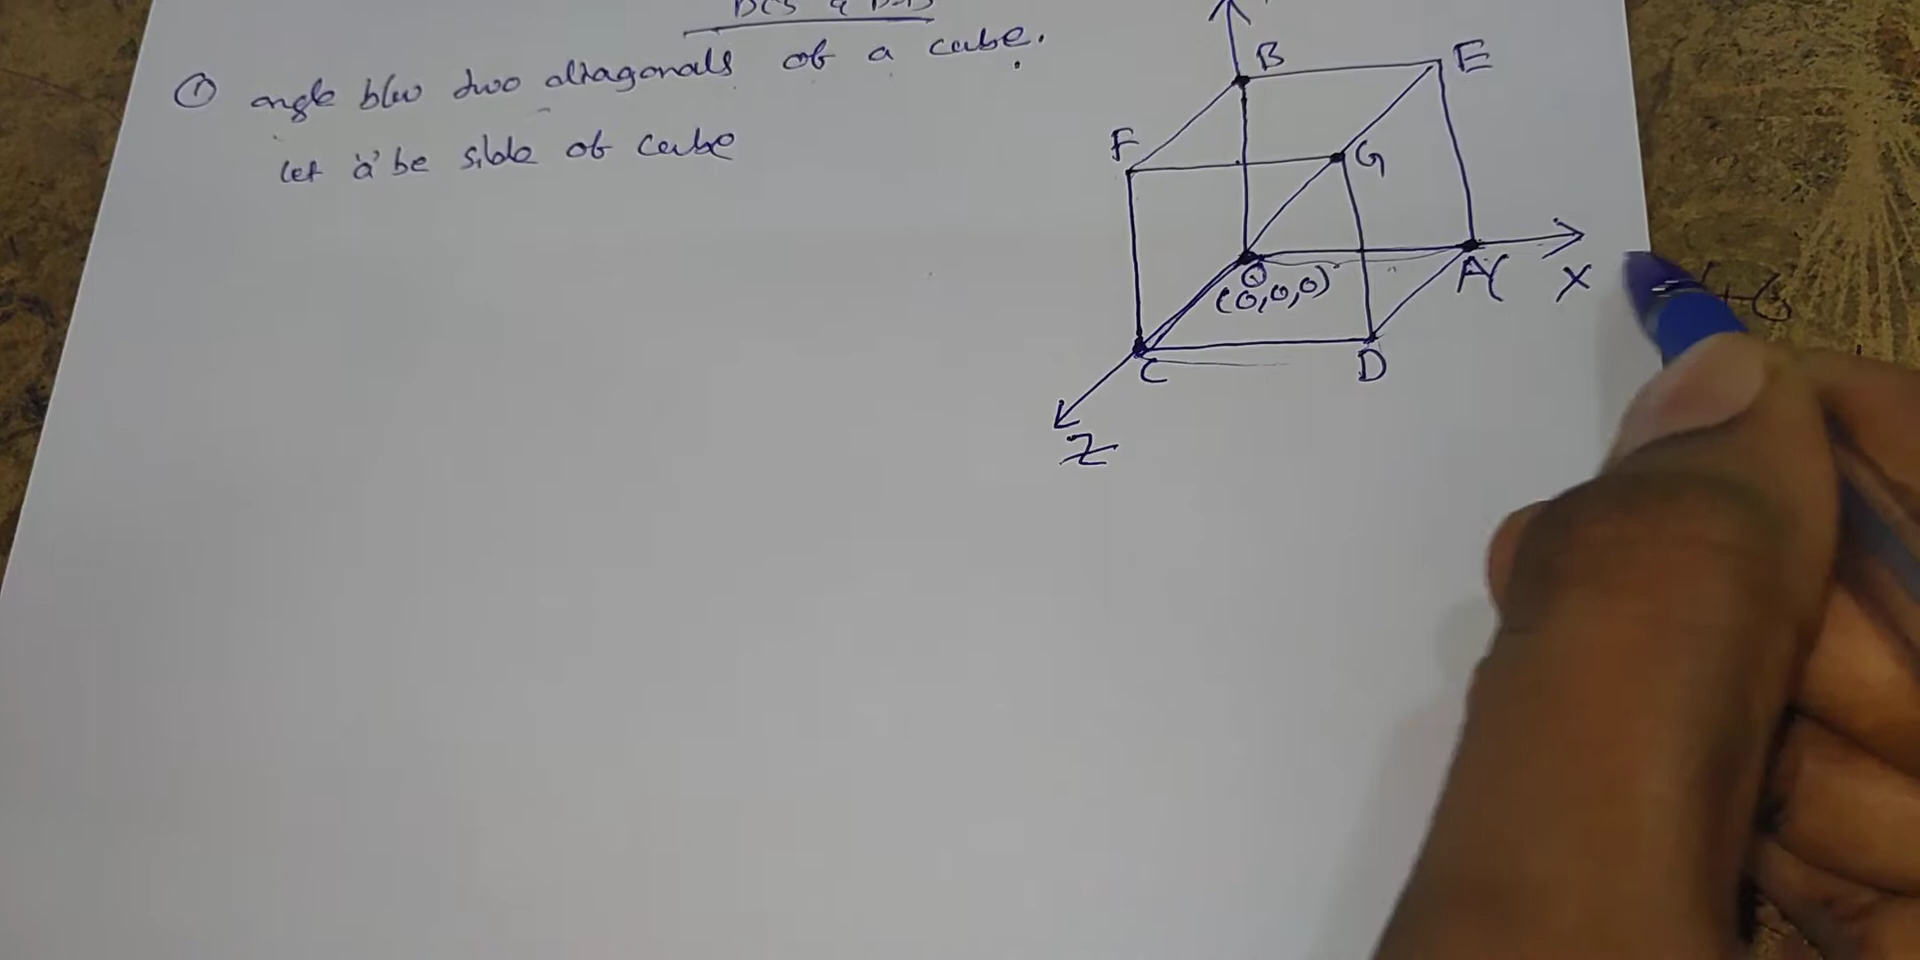 ① angle b/w two diagonals of a cube.
let 'a' be side of cube
B
E
F
G
O
(0,0,0)
A(
X
C
D
Z